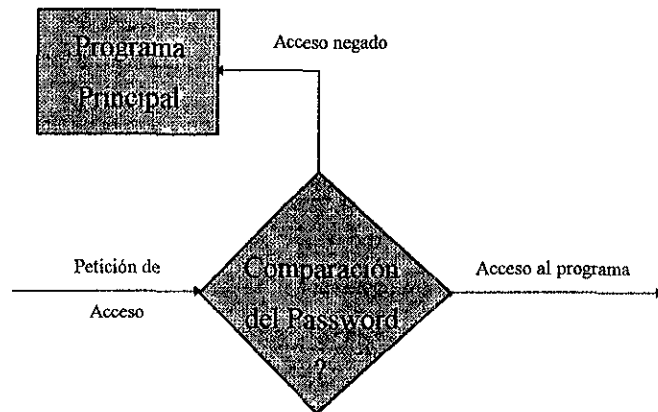 Programa
Principal
Acceso negado
Petición de
Acceso
Comparación
del Password
?
Acceso al programa